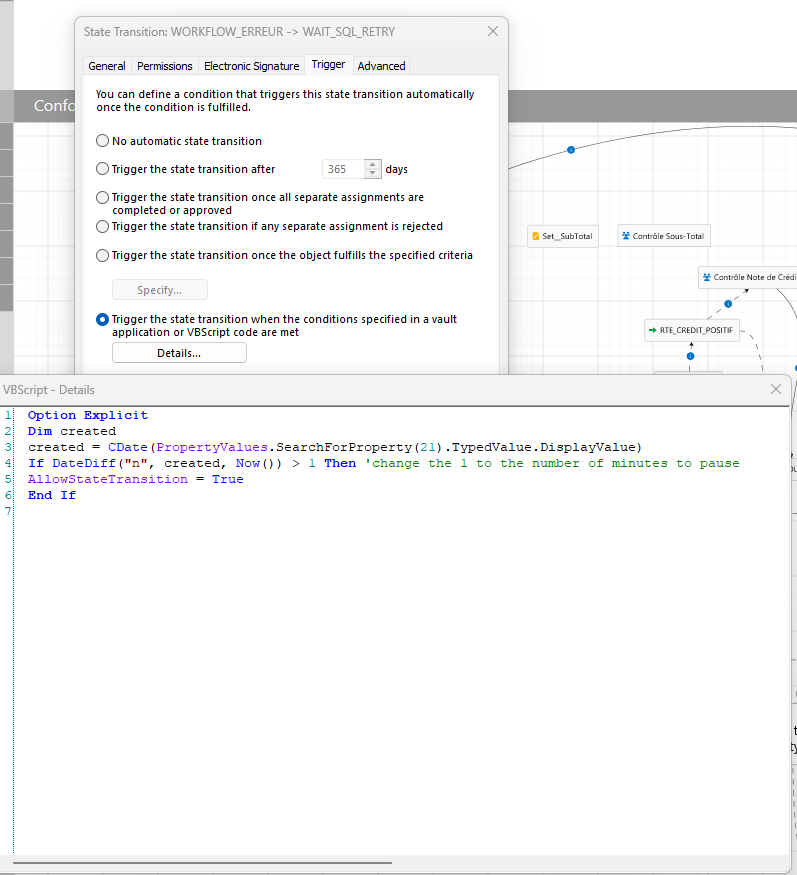 State Transition: WORKFLOW_ERREUR -> WAIT_SQL_RETRY
General Permissions Electronic Signature Trigger Advanced
You can define a condition that triggers this state transition automatically
once the condition is fulfilled.
No automatic state transition
Trigger the state transition after 365 days
Trigger the state transition once all separate assignments are
completed or approved
Trigger the state transition if any separate assignment is rejected
Trigger the state transition once the object fulfills the specified criteria
Specify...
Trigger the state transition when the conditions specified in a vault
application or VBScript code are met
Details...
Set__SubTotal
Contrôle Sous-Total
Contrôle Note de Crédi
RTE_CREDIT_POSITIF
VBScript - Details
1 Option Explicit
2 Dim created
3 created = CDate(PropertyValues.SearchForProperty(21).TypedValue.DisplayValue)
4 If DateDiff("n", created, Now()) > 1 Then 'change the 1 to the number of minutes to pause
5 AllowStateTransition = True
6 End If
7